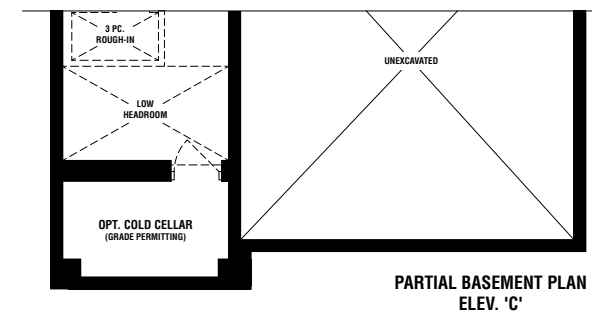 3 PC.
ROUGH-IN
UNEXCAVATED
LOW
HEADROOM
OPT. COLD CELLAR
(GRADE PERMITTING)
PARTIAL BASEMENT PLAN
ELEV. 'C'